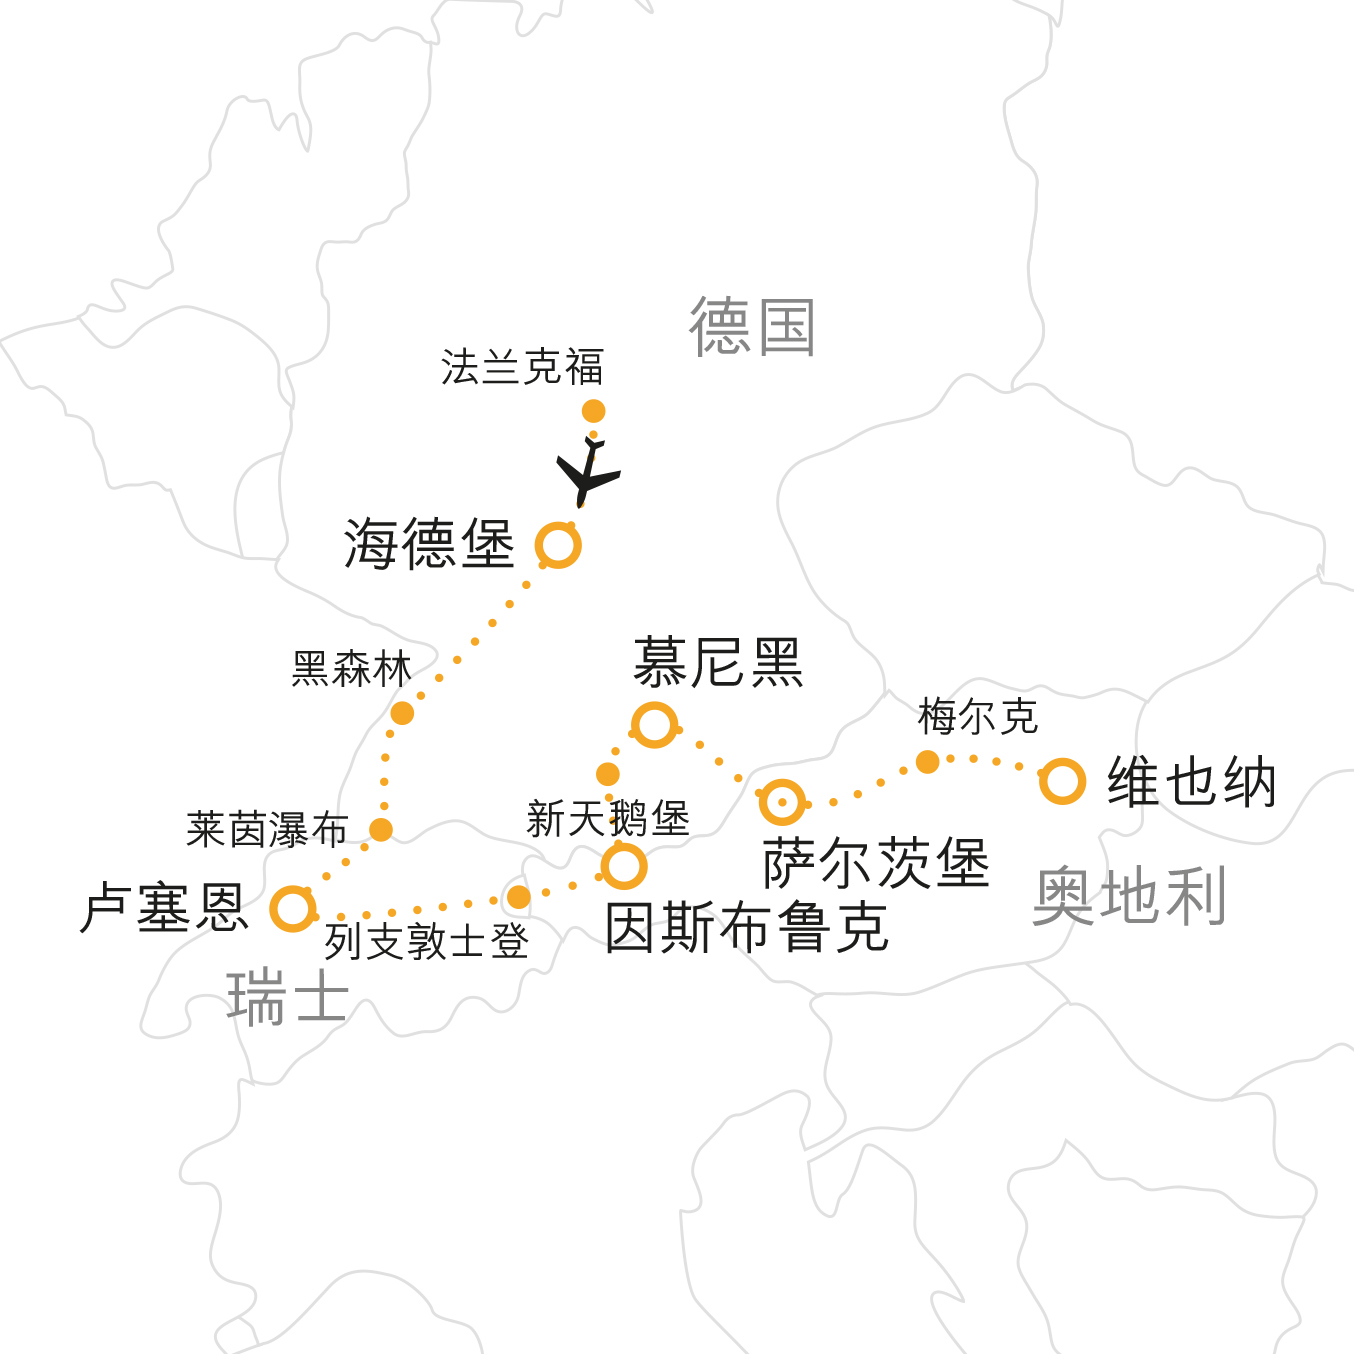 德国
法兰克福
海德堡
慕尼黑
黑森林
梅尔克
维也纳
新天鹅堡
莱茵瀑布
萨尔茨堡
奥地利
卢塞恩
因斯布鲁克
列支敦士登
瑞士